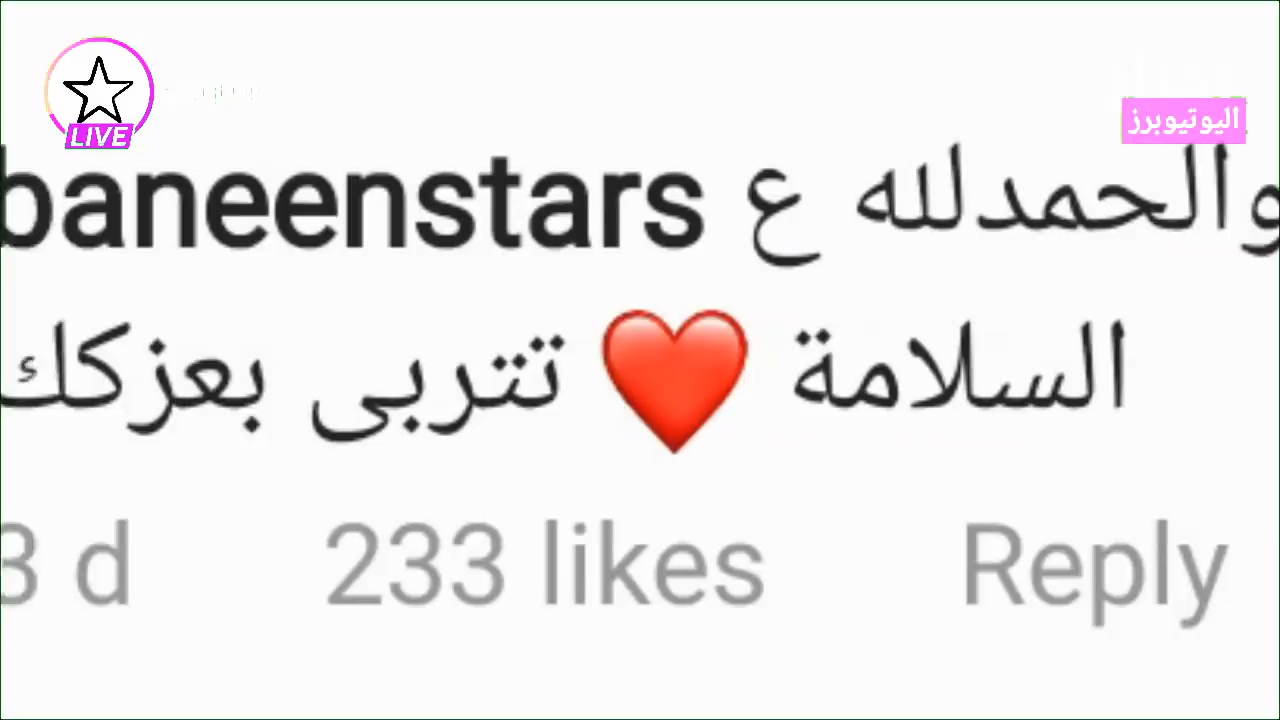 LIVE
اليوتيوبرز
baneenstars والحمدلله ع
السلامة ❤️ تتربى بعزكك
3 d 233 likes Reply